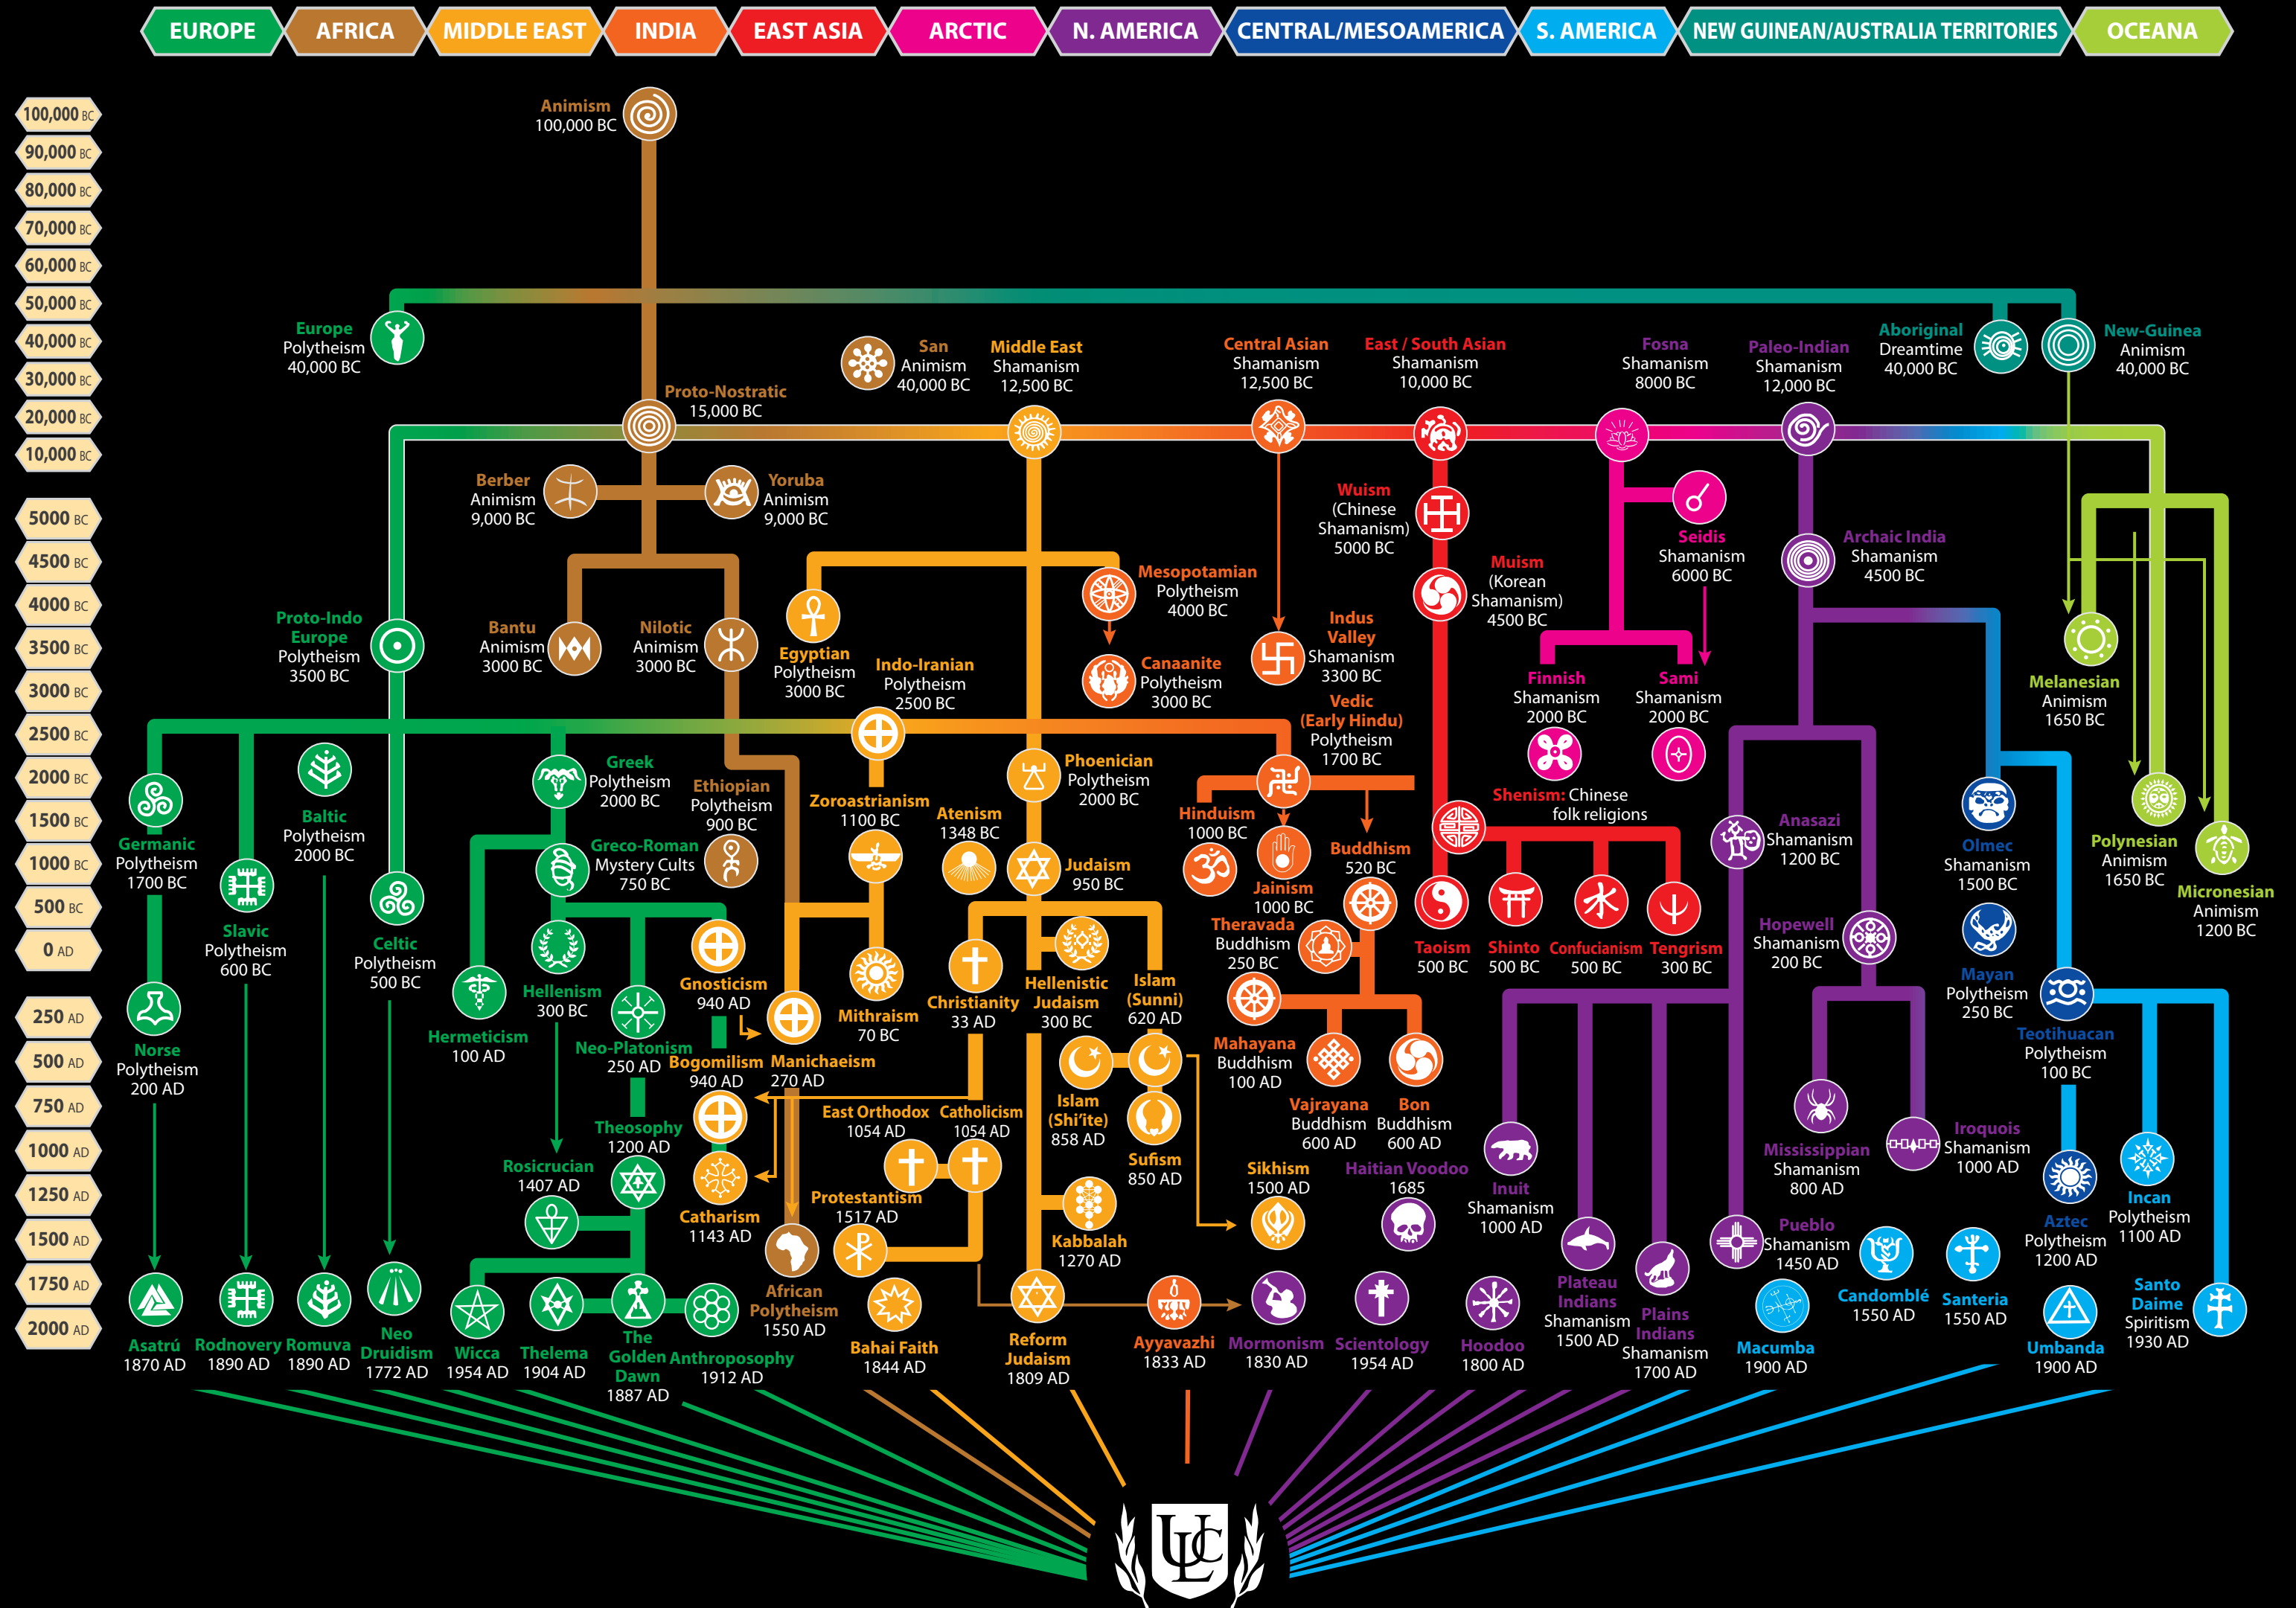 EUROPE
AFRICA
MIDDLE EAST
INDIA
EAST ASIA
ARCTIC
N. AMERICA
CENTRAL/MESOAMERICA
S. AMERICA
NEW GUINEAN/AUSTRALIA TERRITORIES
OCEANA
100,000 BC
90,000 BC
80,000 BC
70,000 BC
60,000 BC
50,000 BC
40,000 BC
30,000 BC
20,000 BC
10,000 BC
5000 BC
4500 BC
4000 BC
3500 BC
3000 BC
2500 BC
2000 BC
1500 BC
1000 BC
500 BC
0 AD
250 AD
500 AD
750 AD
1000 AD
1250 AD
1500 AD
1750 AD
2000 AD
Animism
100,000 BC
Europe
Polytheism
40,000 BC
San
Animism
40,000 BC
Middle East
Shamanism
12,500 BC
Central Asian
Shamanism
12,500 BC
East / South Asian
Shamanism
10,000 BC
Fosna
Shamanism
8000 BC
Paleo-Indian
Shamanism
12,000 BC
Aboriginal
Dreamtime
40,000 BC
New-Guinea
Animism
40,000 BC
Proto-Nostratic
15,000 BC
Berber
Animism
9,000 BC
Yoruba
Animism
9,000 BC
Wuism
(Chinese
Shamanism)
5000 BC
Seidis
Shamanism
6000 BC
Archaic India
Shamanism
4500 BC
Muism
(Korean
Shamanism)
4500 BC
Mesopotamian
Polytheism
4000 BC
Proto-Indo
Europe
Polytheism
3500 BC
Bantu
Animism
3000 BC
Nilotic
Animism
3000 BC
Egyptian
Polytheism
3000 BC
Indo-Iranian
Polytheism
2500 BC
Canaanite
Polytheism
3000 BC
Indus
Valley
Shamanism
3300 BC
Vedic
(Early Hindu)
Polytheism
1700 BC
Finnish
Shamanism
2000 BC
Sami
Shamanism
2000 BC
Melanesian
Animism
1650 BC
Germanic
Polytheism
1700 BC
Slavic
Polytheism
600 BC
Baltic
Polytheism
2000 BC
Celtic
Polytheism
500 BC
Greek
Polytheism
2000 BC
Greco-Roman
Mystery Cults
750 BC
Ethiopian
Polytheism
900 BC
Zoroastrianism
1100 BC
Atenism
1348 BC
Phoenician
Polytheism
2000 BC
Judaism
950 BC
Hinduism
1000 BC
Jainism
1000 BC
Buddhism
520 BC
Shenism: Chinese
folk religions
Anasazi
Shamanism
1200 BC
Olmec
Shamanism
1500 BC
Polynesian
Animism
1650 BC
Micronesian
Animism
1200 BC
Theravada
Buddhism
250 BC
Taoism
500 BC
Shinto
500 BC
Confucianism
500 BC
Tengrism
300 BC
Hopewell
Shamanism
200 BC
Mayan
Polytheism
250 BC
Teotihuacan
Polytheism
100 BC
Norse
Polytheism
200 AD
Hermeticism
100 AD
Hellenism
300 BC
Neo-Platonism
250 AD
Gnosticism
940 AD
Bogomilism
940 AD
Manichaeism
270 AD
Mithraism
70 BC
Christianity
33 AD
Hellenistic
Judaism
300 BC
Islam
(Sunni)
620 AD
Islam
(Shi’ite)
858 AD
Sufism
850 AD
Mahayana
Buddhism
100 AD
Vajrayana
Buddhism
600 AD
Bon
Buddhism
600 AD
Theosophy
1200 AD
Rosicrucian
1407 AD
Catharism
1143 AD
East Orthodox
1054 AD
Catholicism
1054 AD
Protestantism
1517 AD
Kabbalah
1270 AD
Sikhism
1500 AD
Haitian Voodoo
1685
Inuit
Shamanism
1000 AD
Mississippian
Shamanism
800 AD
Iroquois
Shamanism
1000 AD
Pueblo
Shamanism
1450 AD
Aztec
Polytheism
1200 AD
Incan
Polytheism
1100 AD
Asatrú
1870 AD
Rodnovery
1890 AD
Romuva
1890 AD
Neo
Druidism
1772 AD
Wicca
1954 AD
Thelema
1904 AD
The
Golden
Dawn
1887 AD
Anthroposophy
1912 AD
African
Polytheism
1550 AD
Bahai Faith
1844 AD
Reform
Judaism
1809 AD
Ayyavazhi
1833 AD
Mormonism
1830 AD
Scientology
1954 AD
Hoodoo
1800 AD
Plateau
Indians
Shamanism
1500 AD
Plains
Indians
Shamanism
1700 AD
Macumba
1900 AD
Candomblé
1550 AD
Santeria
1550 AD
Umbanda
1900 AD
Santo
Daime
Spiritism
1930 AD
ULC